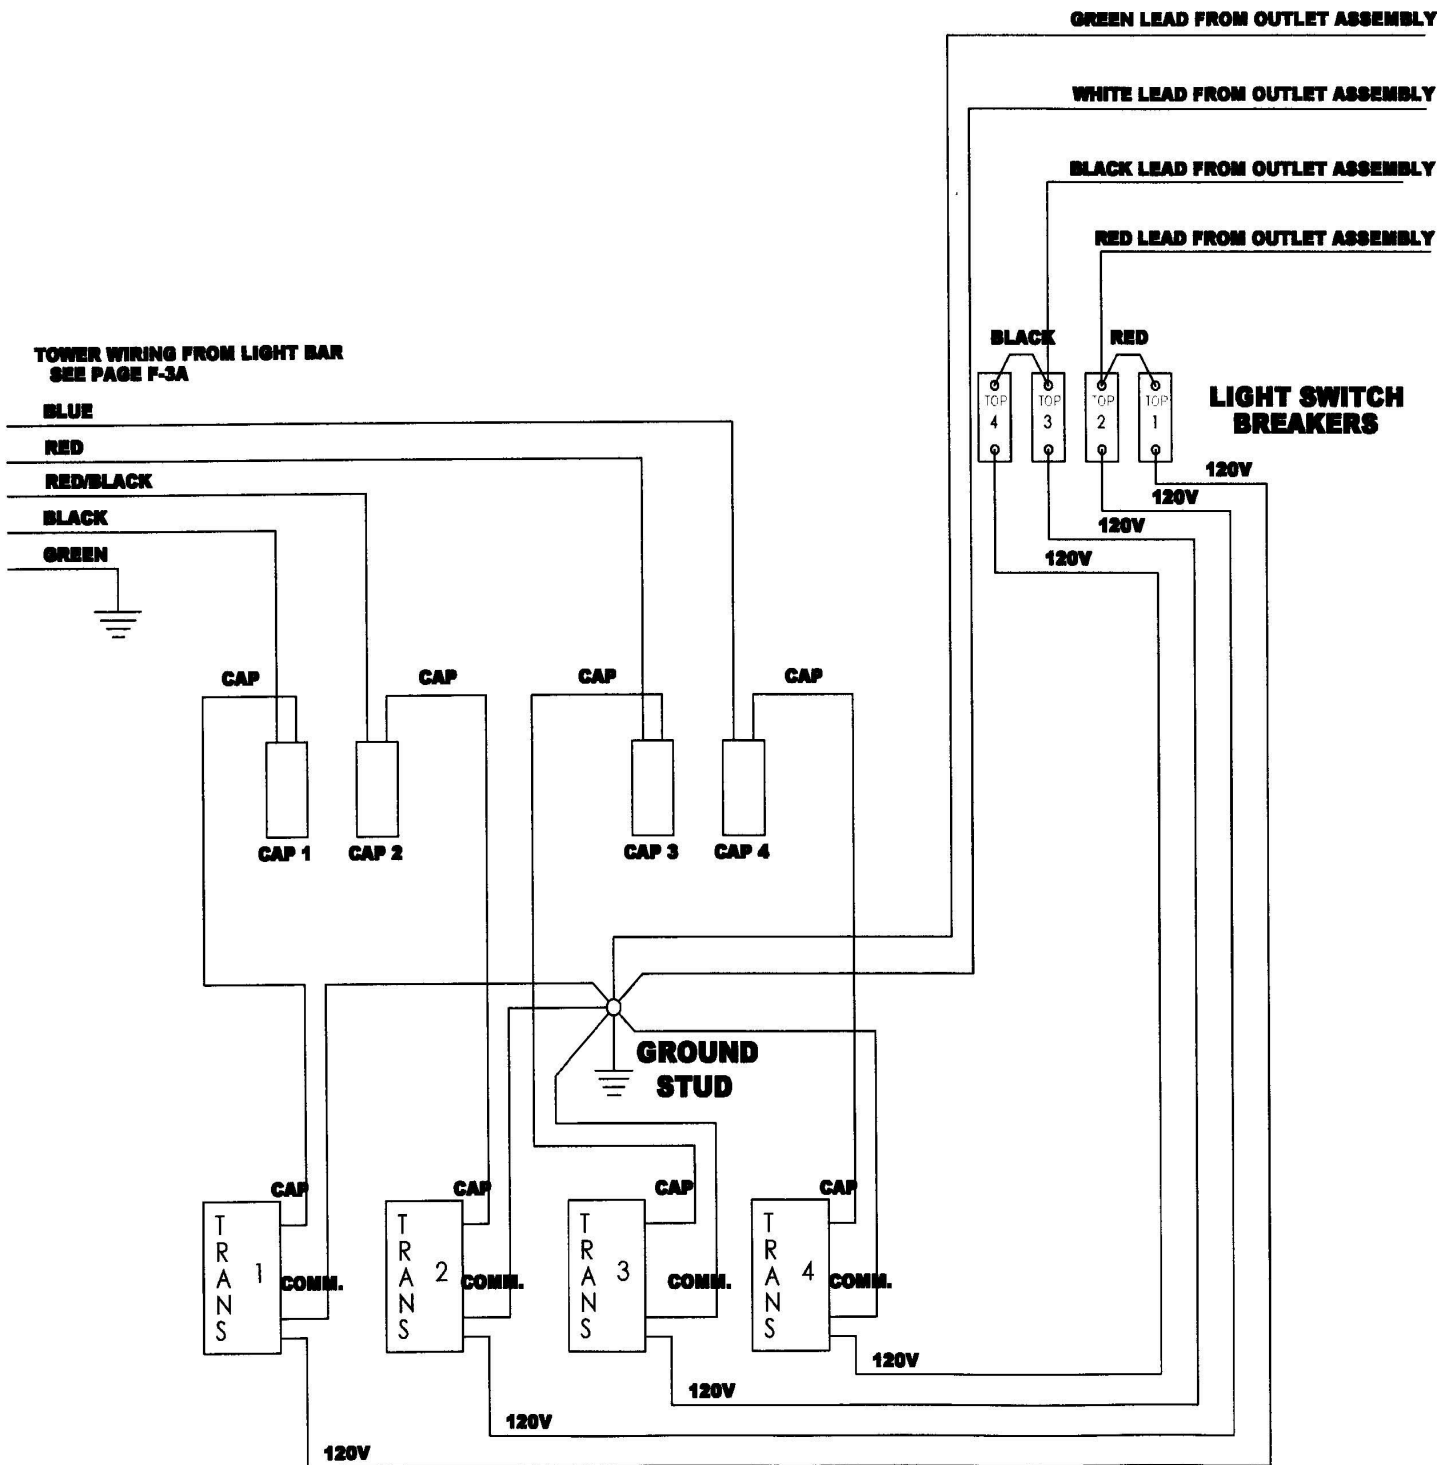 GREEN LEAD FROM OUTLET ASSEMBLY
WHITE LEAD FROM OUTLET ASSEMBLY
BLACK LEAD FROM OUTLET ASSEMBLY
RED LEAD FROM OUTLET ASSEMBLY
BLACK RED
TOWER WIRING FROM LIGHT BAR
SEE PAGE F-3A
TOP TOP TOP TOP
4 3 2 1
LIGHT SWITCH
BREAKERS
BLUE
RED
RED/BLACK
BLACK
GREEN
120V
120V
120V
120V
CAP CAP CAP CAP
CAP 1 CAP 2 CAP 3 CAP 4
GROUND
STUD
CAP CAP CAP CAP
TRANS 1 TRANS 2 TRANS 3 TRANS 4
COMM. COMM. COMM. COMM.
120V
120V
120V
120V